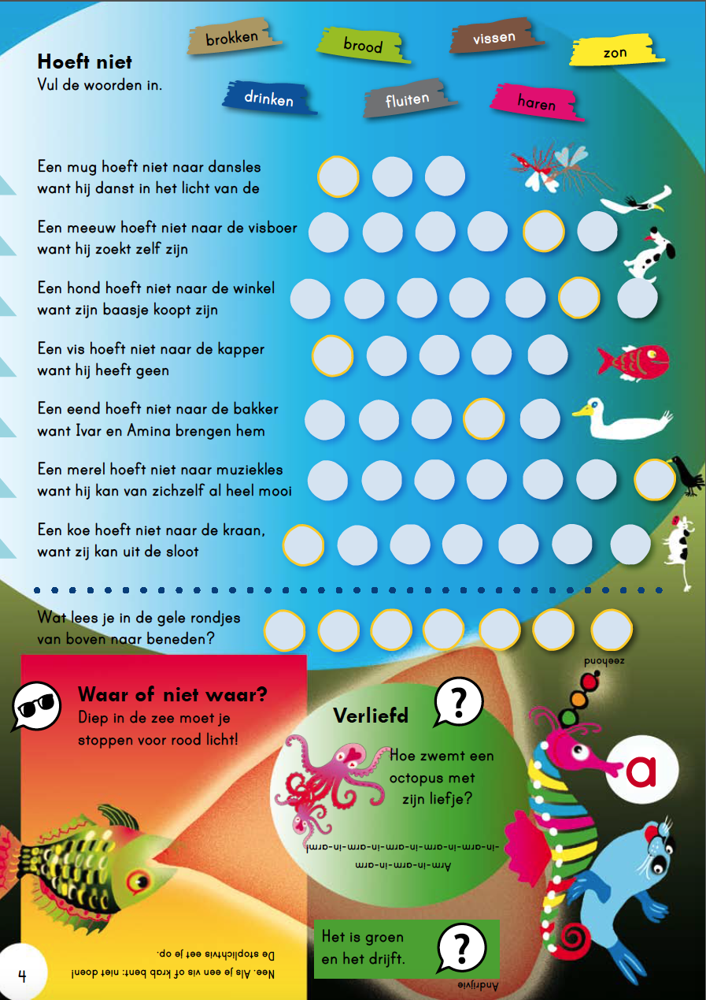 brokken
brood
vissen
zon
Hoeft niet
Vul de woorden in.
drinken
fluiten
haren
Een mug hoeft niet naar dansles
want hij danst in het licht van de
Een meeuw hoeft niet naar de visboer
want hij zoekt zelf zijn
Een hond hoeft niet naar de winkel
want zijn baasje koopt zijn
Een vis hoeft niet naar de kapper
want hij heeft geen
Een eend hoeft niet naar de bakker
want Ivar en Amina brengen hem
Een merel hoeft niet naar muziekles
want hij kan van zichzelf al heel mooi
Een koe hoeft niet naar de kraan,
want zij kan uit de sloot
Wat lees je in de gele rondjes
van boven naar beneden?
zeehond
Waar of niet waar?
Diep in de zee moet je
stoppen voor rood licht!
Nee. Als je een vis of krab bent: niet doen!
De stoplichtvis eet je op.
Verliefd
?
Hoe zwemt een
octopus met
zijn liefje?
Arm-in-arm-in-arm
-in-arm-in-arm-in-arm-in-arm-in-arm!
a
Het is groen
en het drijft.
?
Andrijvie
4